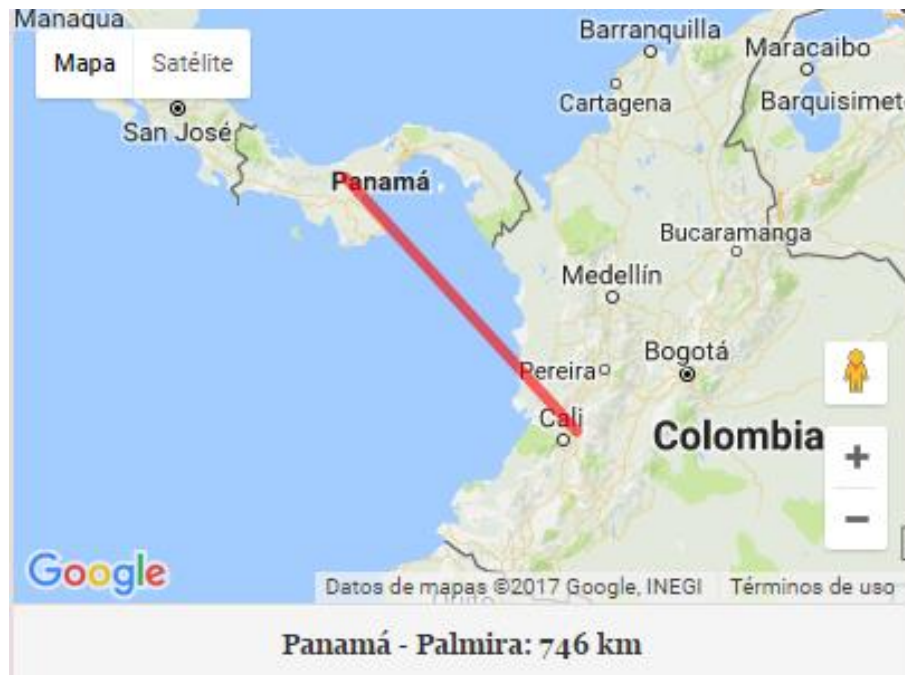 Managua
Mapa Satélite
San José
Barranquilla
Maracaibo
Cartagena
Barquisimet
Panamá
Bucaramanga
Medellín
Bogotá
Pereira
Cali
Colombia
+
−
Google
Datos de mapas ©2017 Google, INEGI Términos de uso
Panamá - Palmira: 746 km